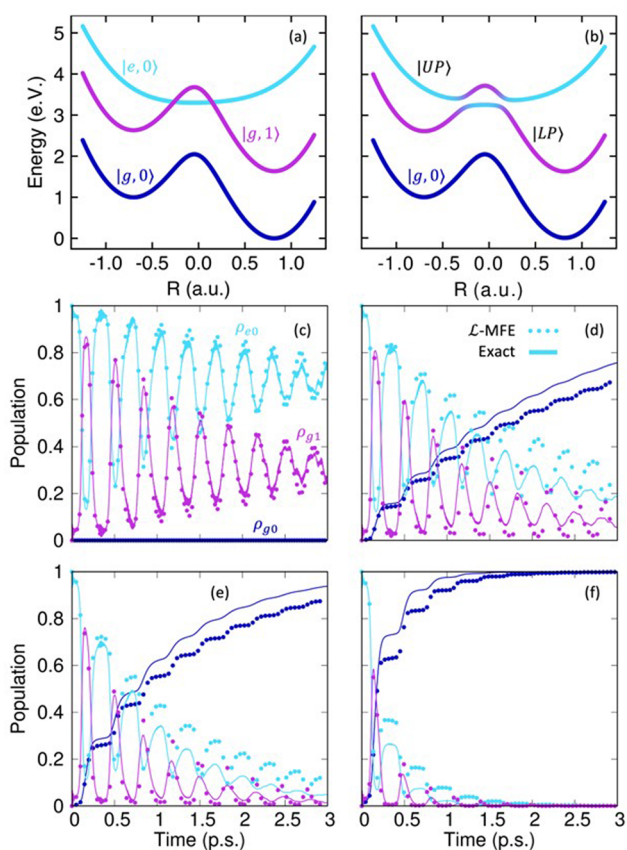 (a)
(b)
Energy (e.V.)
5
4
3
2
1
0
|e, 0⟩
|g, 1⟩
|g, 0⟩
|UP⟩
|LP⟩
|g, 0⟩
-1.0 -0.5 0.0 0.5 1.0
-1.0 -0.5 0.0 0.5 1.0
R (a.u.)
R (a.u.)
Population
1
0.8
0.6
0.4
0.2
0
ρe0
(c)
ρg1
ρg0
ℒ-MFE
(d)
Exact
Population
1
0.8
0.6
0.4
0.2
0
(e)
(f)
0 0.5 1 1.5 2 2.5 3
0 0.5 1 1.5 2 2.5 3
Time (p.s.)
Time (p.s.)